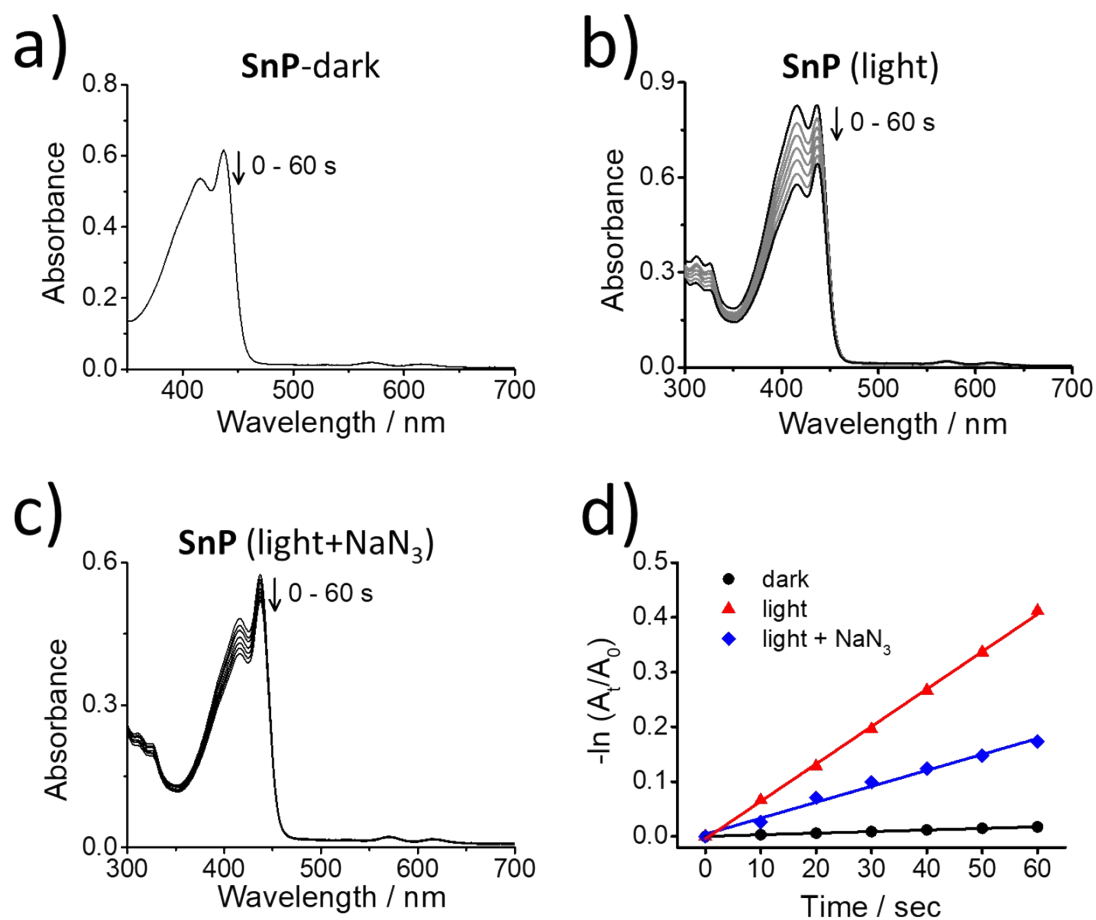 a)
SnP-dark
0 - 60 s
Absorbance
0.8
0.6
0.4
0.2
0.0
400
500
600
700
Wavelength / nm
b)
SnP (light)
0 - 60 s
Absorbance
0.9
0.6
0.3
0.0
300
400
500
600
700
Wavelength / nm
c)
SnP (light+NaN₃)
0 - 60 s
Absorbance
0.6
0.3
0.0
300
400
500
600
700
Wavelength / nm
d)
dark
light
light + NaN₃
-ln (Aₜ/A₀)
-0.5
0.4
0.3
0.2
0.1
0.0
0
10
20
30
40
50
60
Time / sec